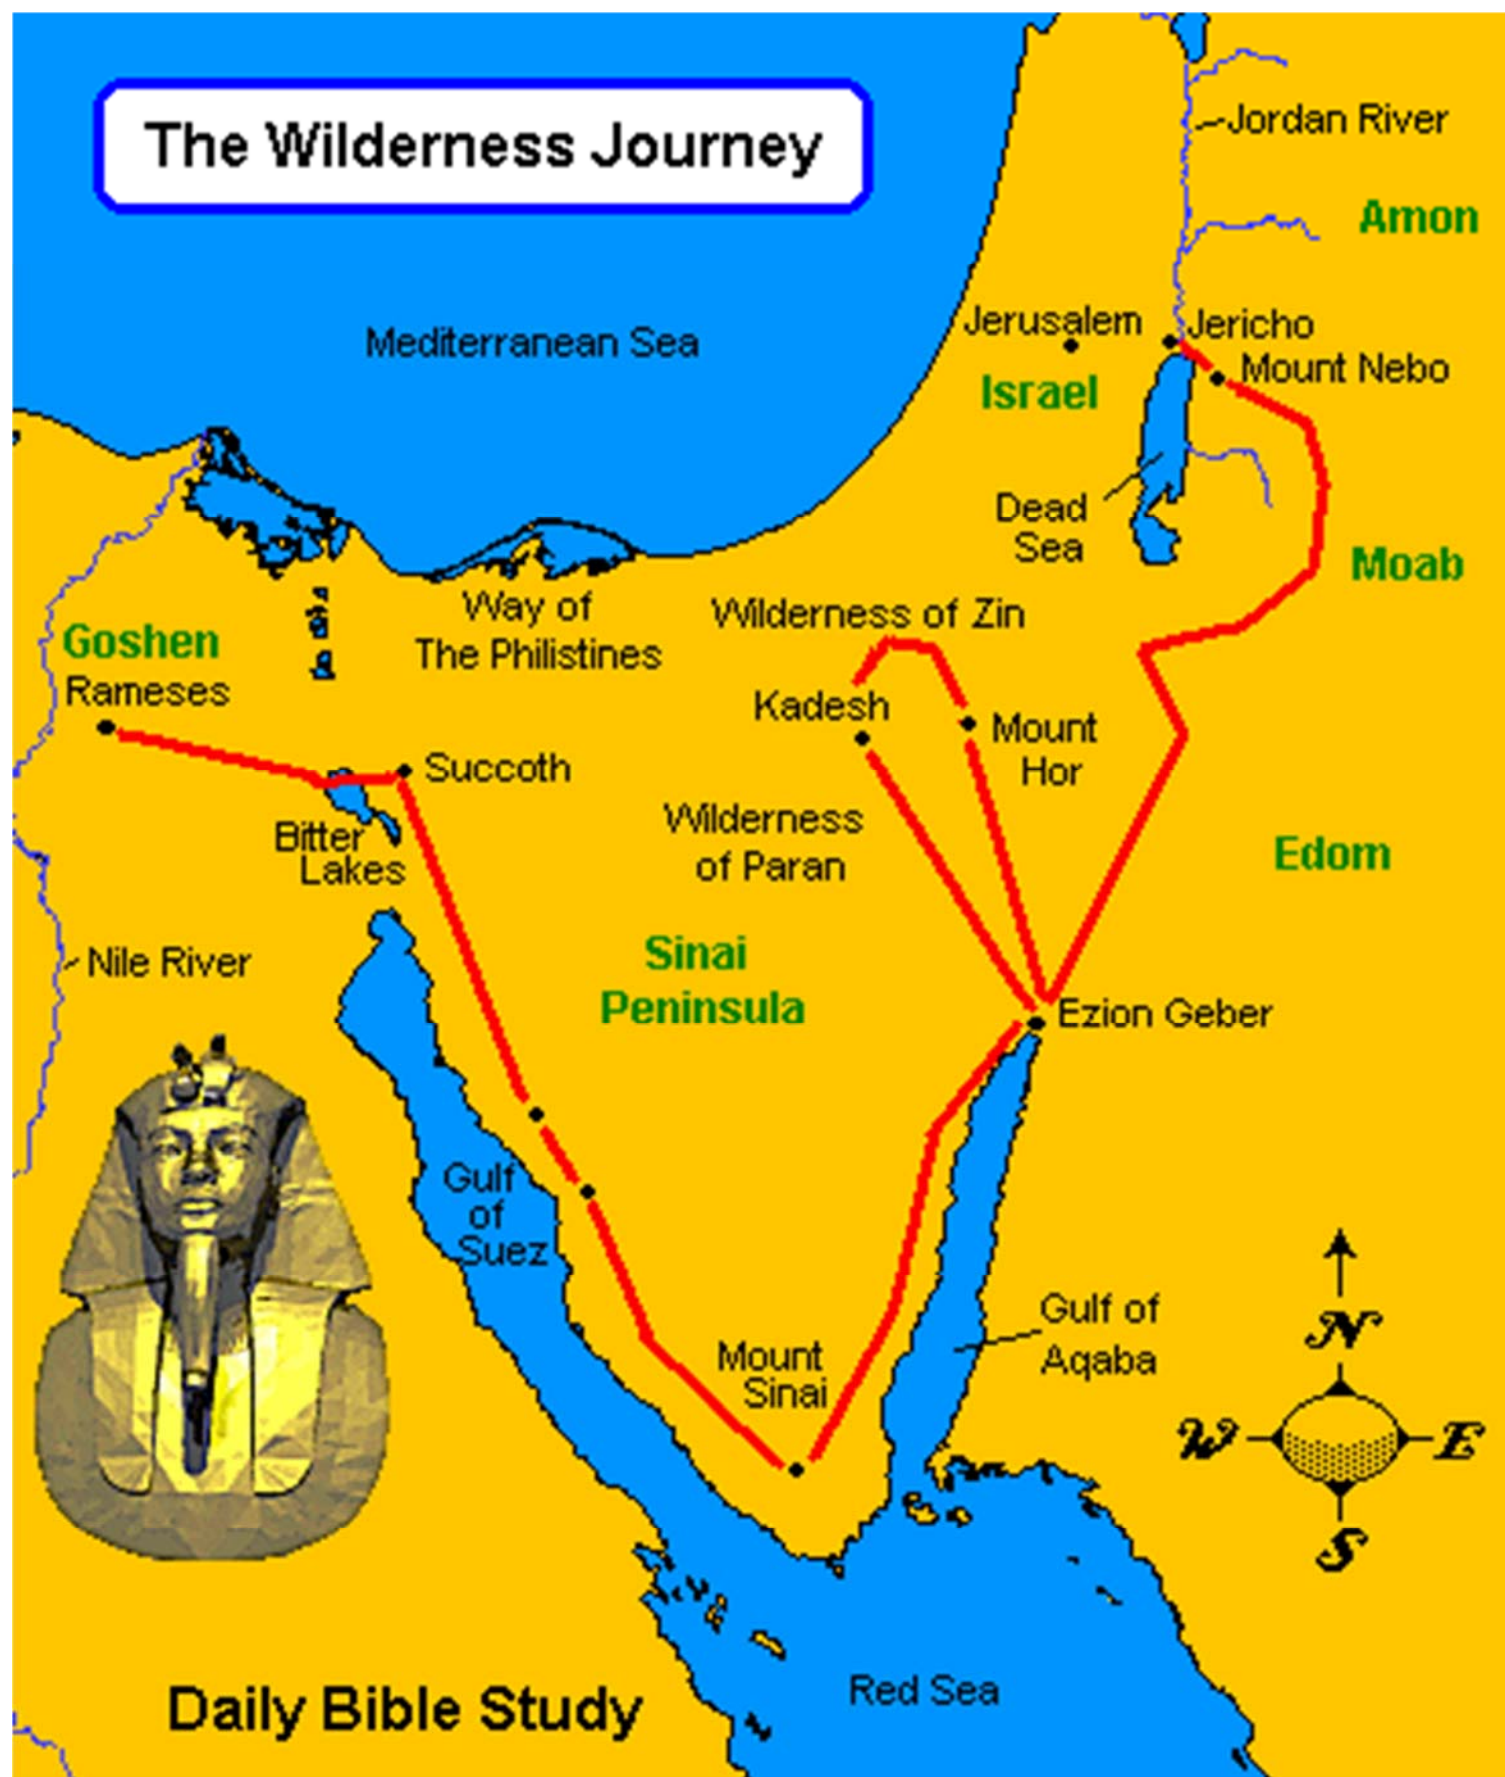 The Wilderness Journey
Jordan River
Amon
Mediterranean Sea
Jerusalem
Jericho
Mount Nebo
Israel
Dead
Sea
Moab
Way of
The Philistines
Wilderness of Zin
Goshen
Rameses
Kadesh
Mount
Hor
Succoth
Bitter
Lakes
Wilderness
of Paran
Edom
Nile River
Sinai
Peninsula
Ezion Geber
Gulf
of
Suez
Gulf of
Aqaba
Mount
Sinai
N
W
E
S
Red Sea
Daily Bible Study